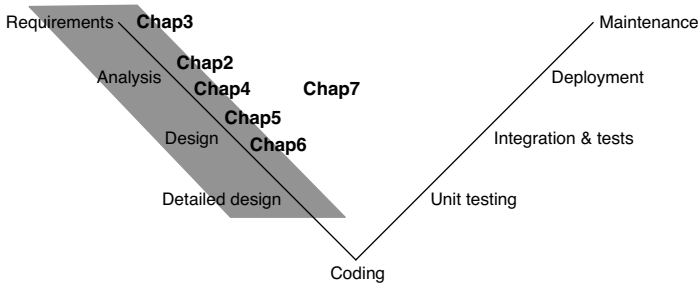 Requirements Chap3 Maintenance
Chap2
Analysis Deployment
Chap4 Chap7
Chap5
Design Integration & tests
Chap6
Detailed design Unit testing
Coding